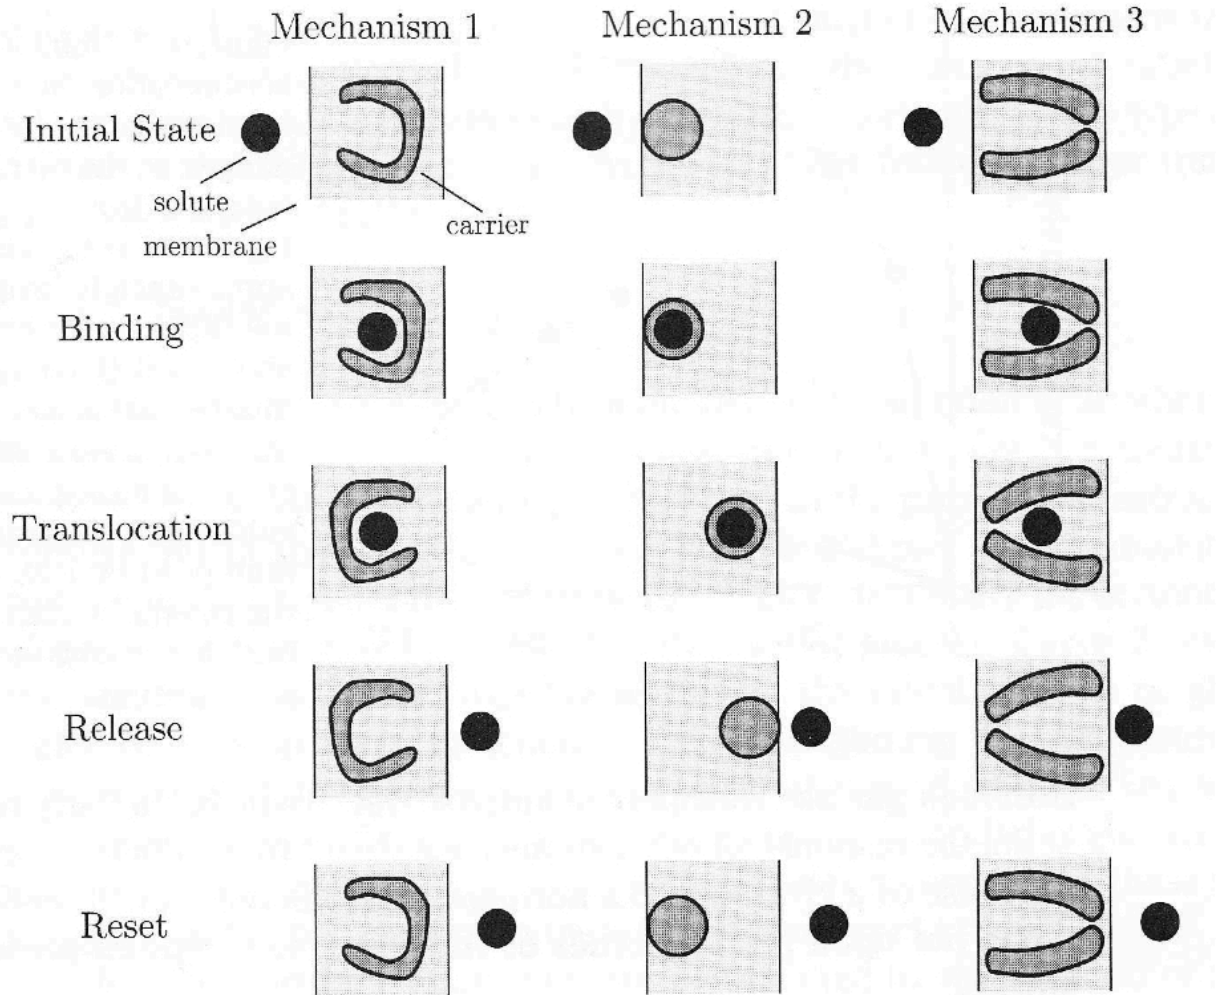 Mechanism 1 Mechanism 2 Mechanism 3
Initial State
solute
membrane
carrier
Binding
Translocation
Release
Reset